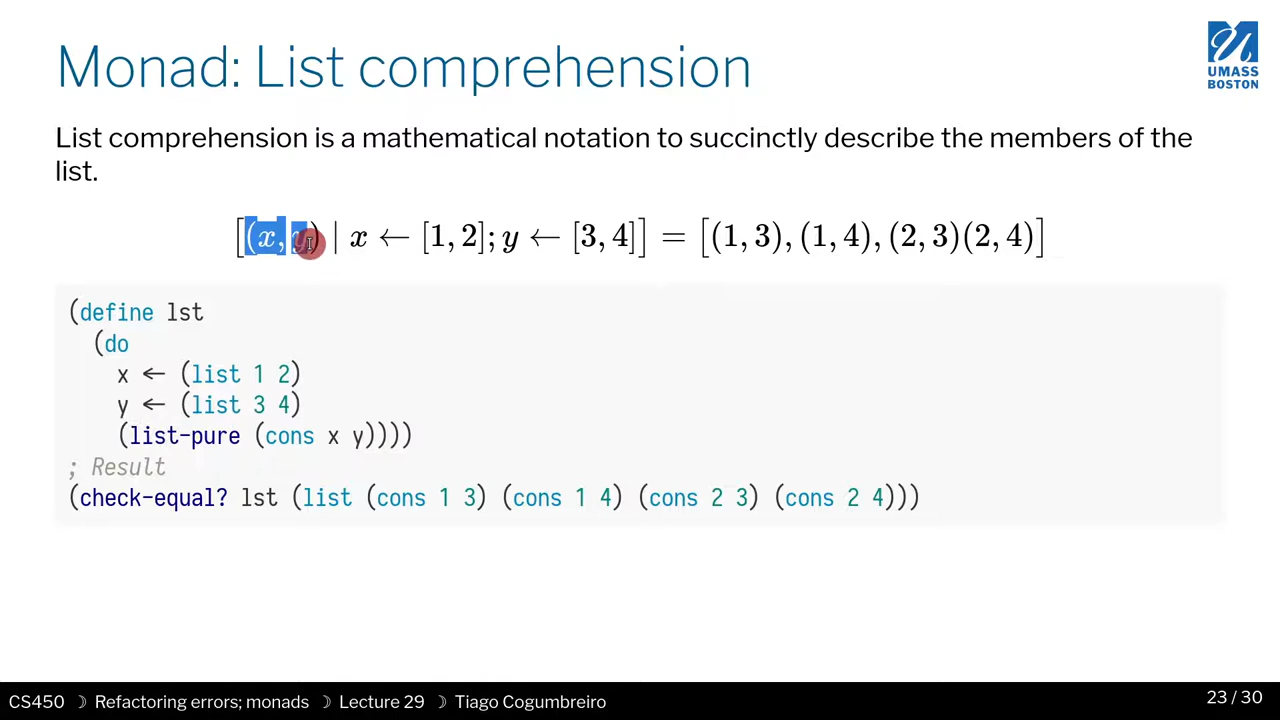 Monad: List comprehension
UMASS
BOSTON
List comprehension is a mathematical notation to succinctly describe the members of the
list.
[(x, y) | x ← [1, 2]; y ← [3, 4]] = [(1, 3), (1, 4), (2, 3)(2, 4)]
(define lst
(do
x ← (list 1 2)
y ← (list 3 4)
(list-pure (cons x y))))
; Result
(check-equal? lst (list (cons 1 3) (cons 1 4) (cons 2 3) (cons 2 4)))
CS450 ☽ Refactoring errors; monads ☽ Lecture 29 ☽ Tiago Cogumbreiro
23 / 30